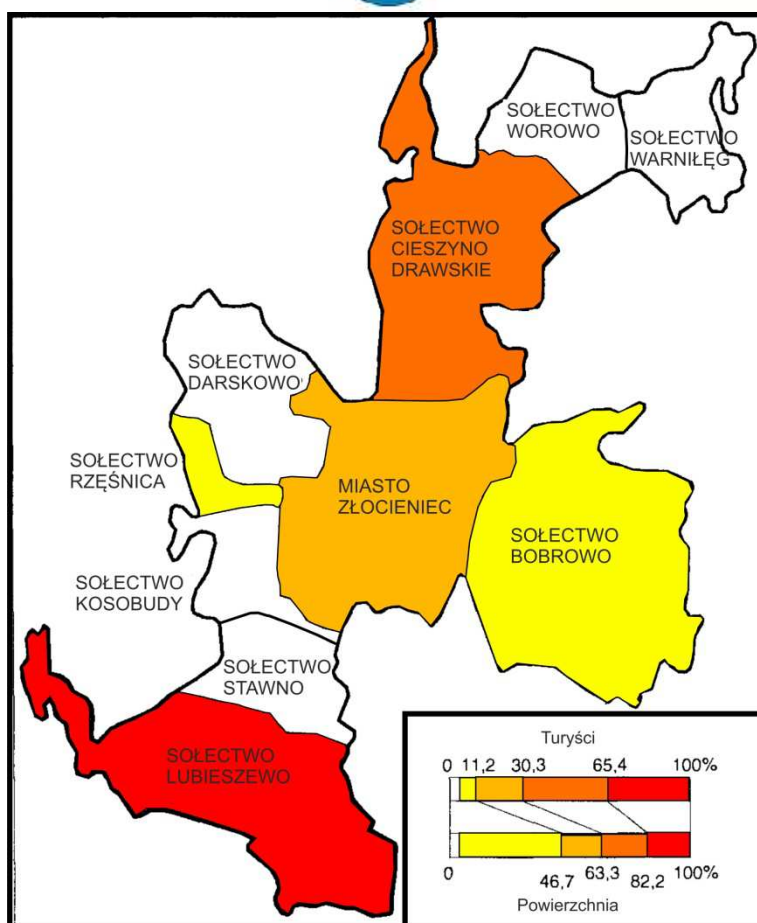 SOŁECTWO
WOROWO
SOŁECTWO
WARNIŁĘG
SOŁECTWO
CIESZYNO
DRAWSKIE
SOŁECTWO
DARSKOWO
SOŁECTWO
RZĘŚNICA
MIASTO
ZŁOCIENIEC
SOŁECTWO
BOBROWO
SOŁECTWO
KOSOBUDY
SOŁECTWO
STAWNO
SOŁECTWO
LUBIESZEWO
Turyści
0 11,2 30,3 65,4 100%
0 46,7 63,3 82,2 100%
Powierzchnia